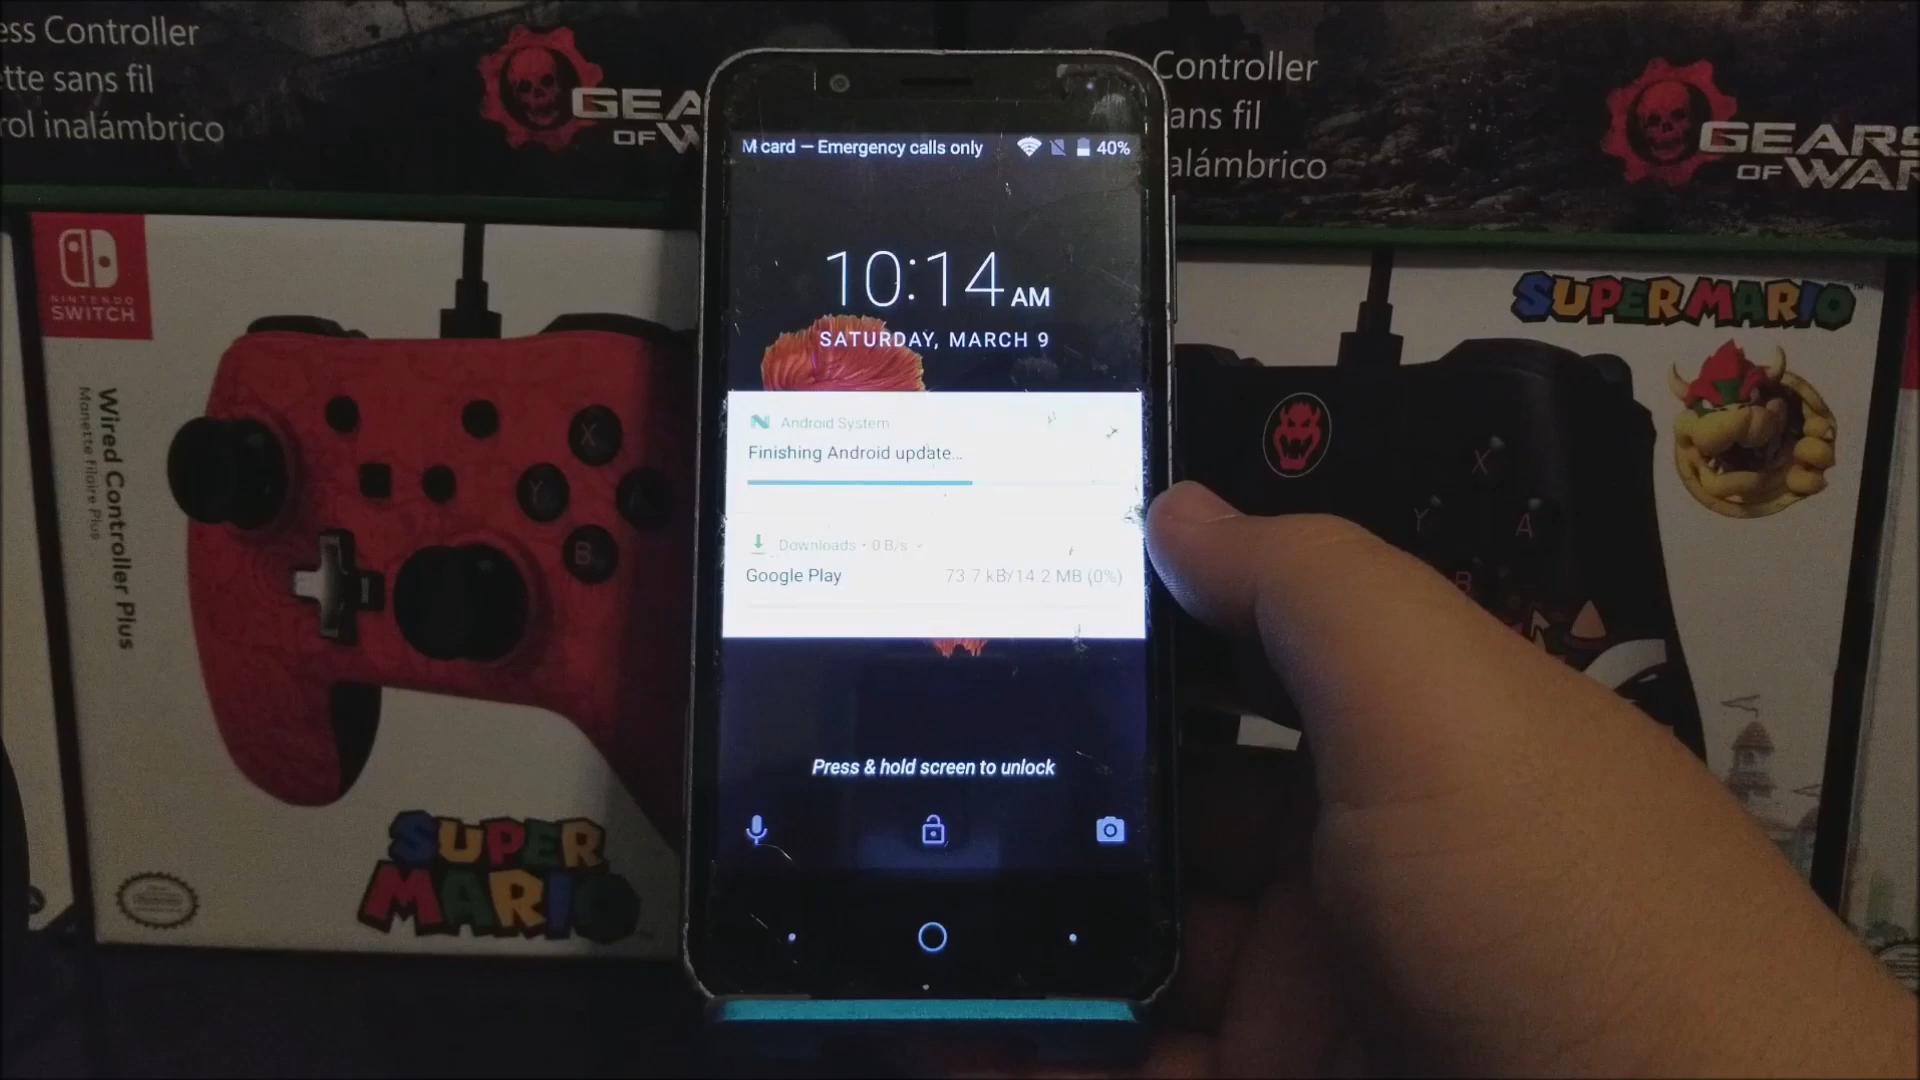 ess Controller
tte sans fil
rol inalámbrico
GEA
OF W
Controller
ans fil
alámbrico
GEARS
OF WAR
NINTENDO
SWITCH
Wired Controller Plus
Manette filaire Plus
X
Y
A
B
SUPER
MARIO
SUPER MARIO
X
Y
A
B
card — Emergency calls only
40%
10:14 AM
SATURDAY, MARCH 9
Android System
Finishing Android update...
Downloads • 0 B/s
Google Play
73.7 kB/14.2 MB (0%)
Press & hold screen to unlock